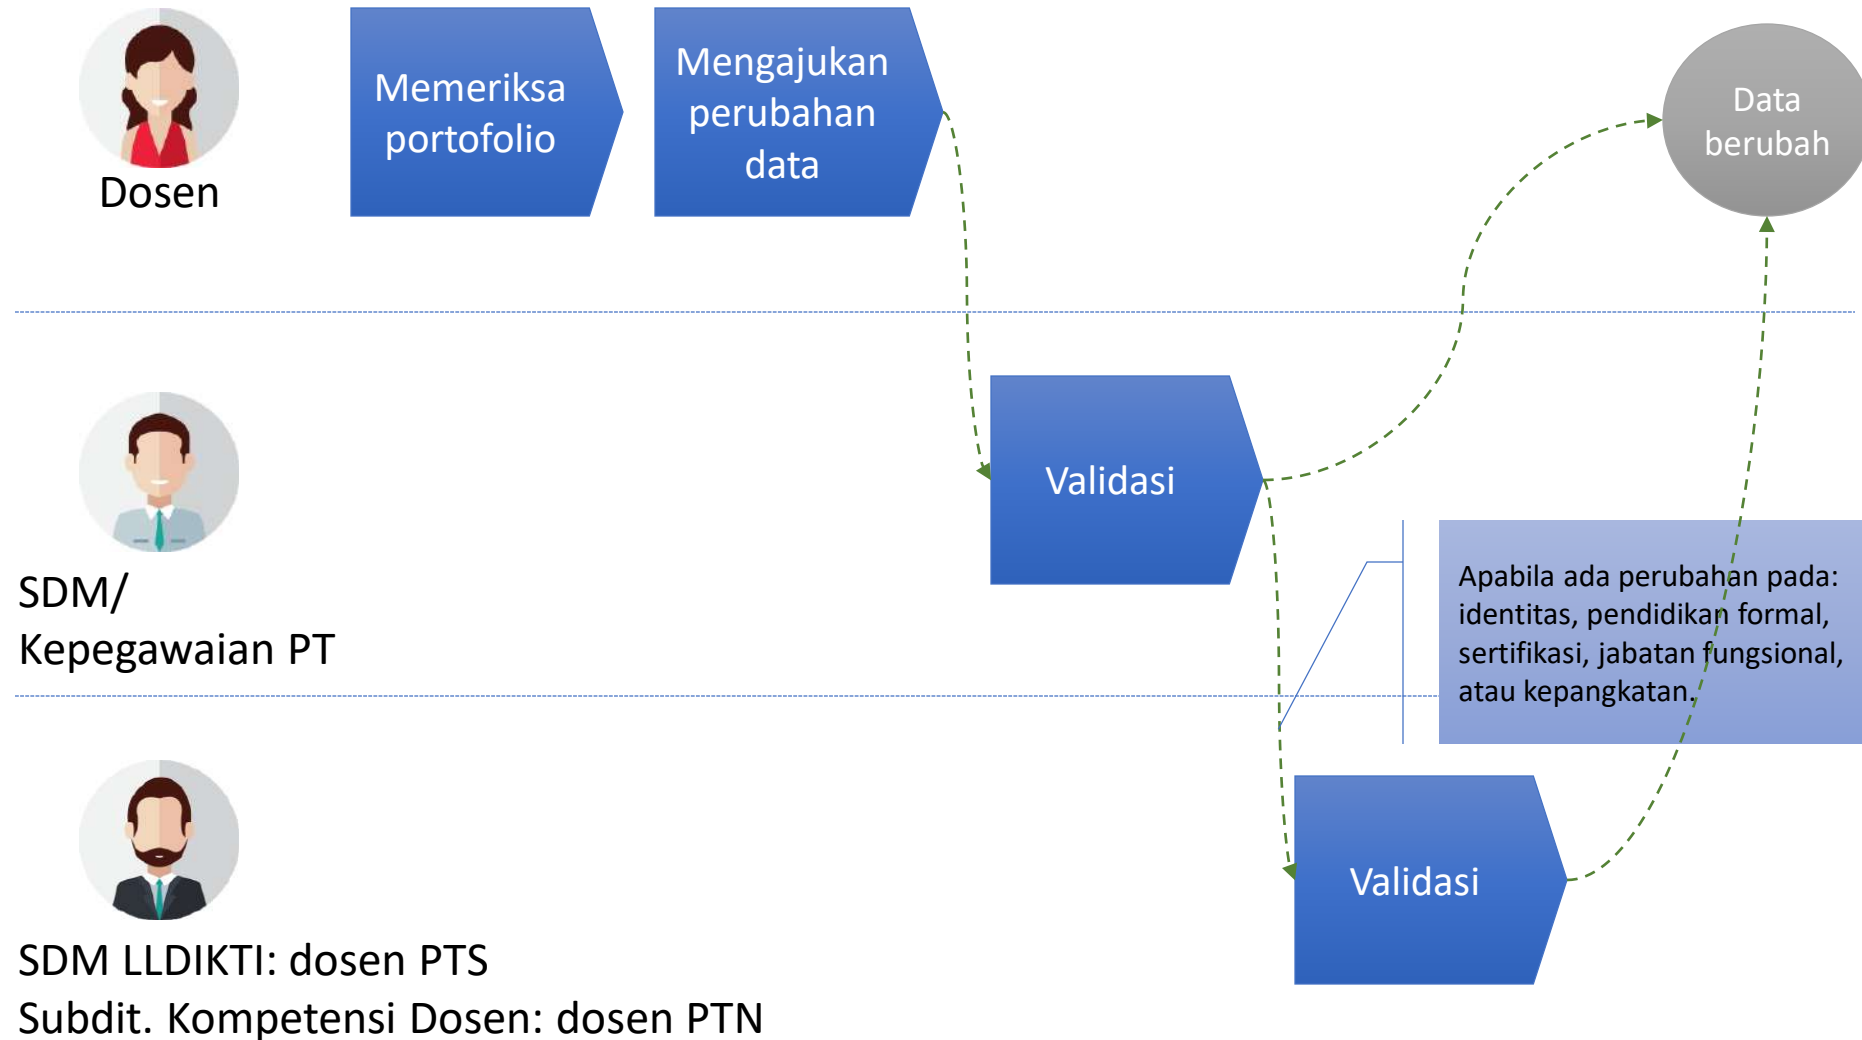 Dosen
Memeriksa
portofolio
Mengajukan
perubahan
data
Data
berubah
SDM/
Kepegawaian PT
Validasi
Apabila ada perubahan pada:
identitas, pendidikan formal,
sertifikasi, jabatan fungsional,
atau kepangkatan.
SDM LLDIKTI: dosen PTS
Subdit. Kompetensi Dosen: dosen PTN
Validasi